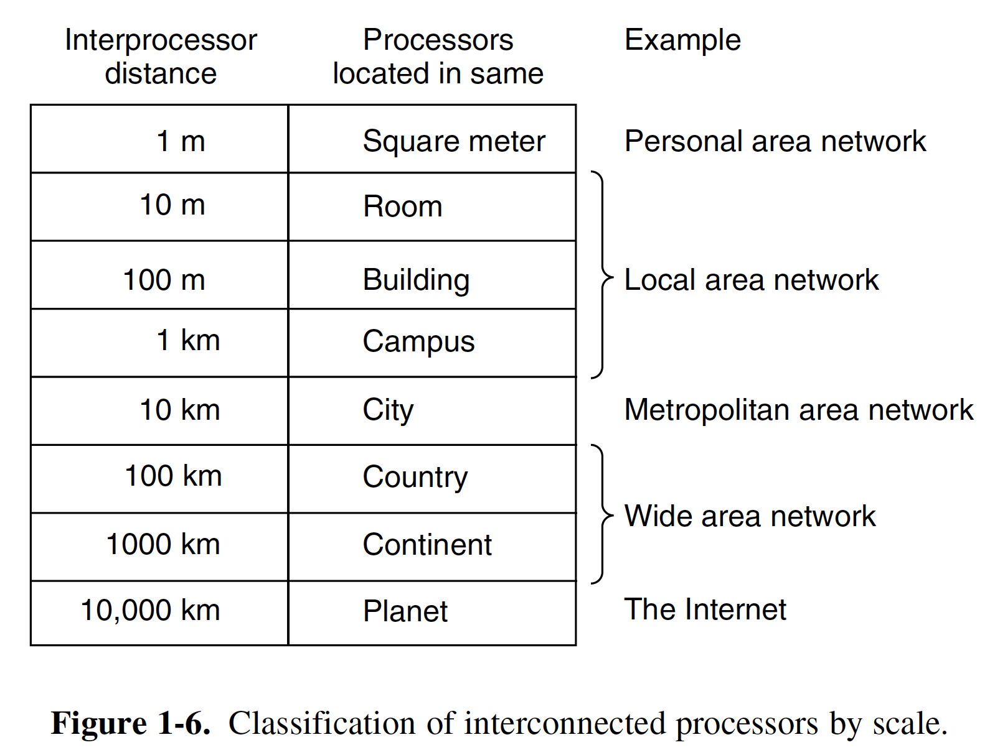 Interprocessor distance	Processors located in same	Example
1 m	Square meter	Personal area network
10 m	Room
100 m	Building	Local area network
1 km	Campus
10 km	City	Metropolitan area network
100 km	Country
Wide area network
1000 km	Continent
10,000 km	Planet	The Internet
Figure 1-6. Classification of interconnected processors by scale.